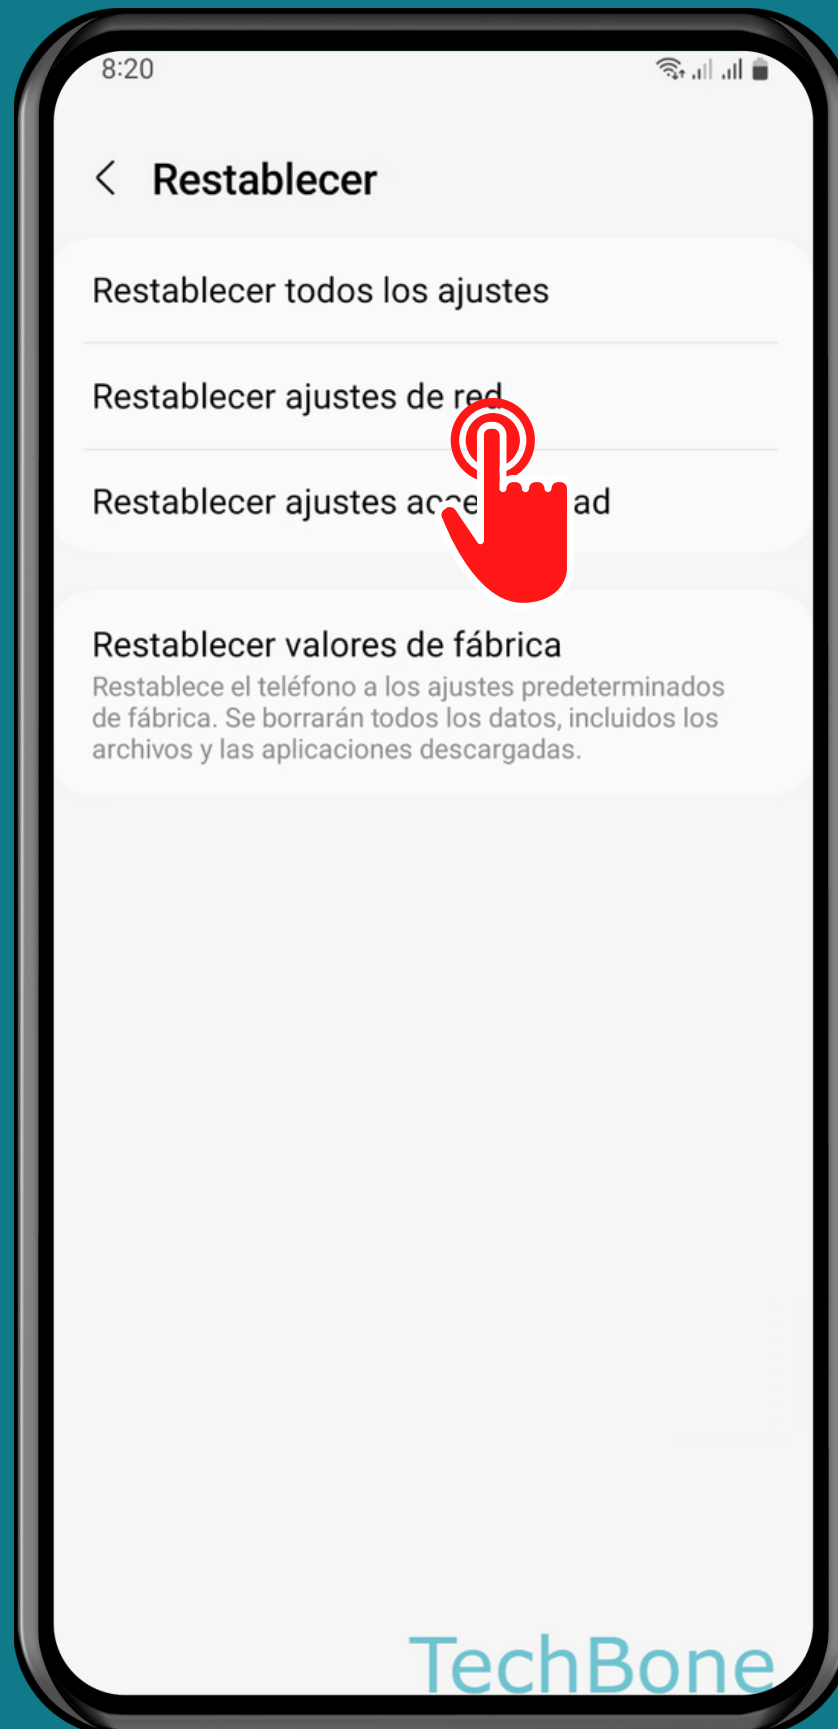 8:20
Restablecer
Restablecer todos los ajustes
Restablecer ajustes de red
Restablecer ajustes
Restablecer valores de fábrica
Restablece el teléfono a los ajustes predeterminados
de fábrica. Se borrarán todos los datos, incluidos los
archivos y las aplicaciones descargadas.
TechBone